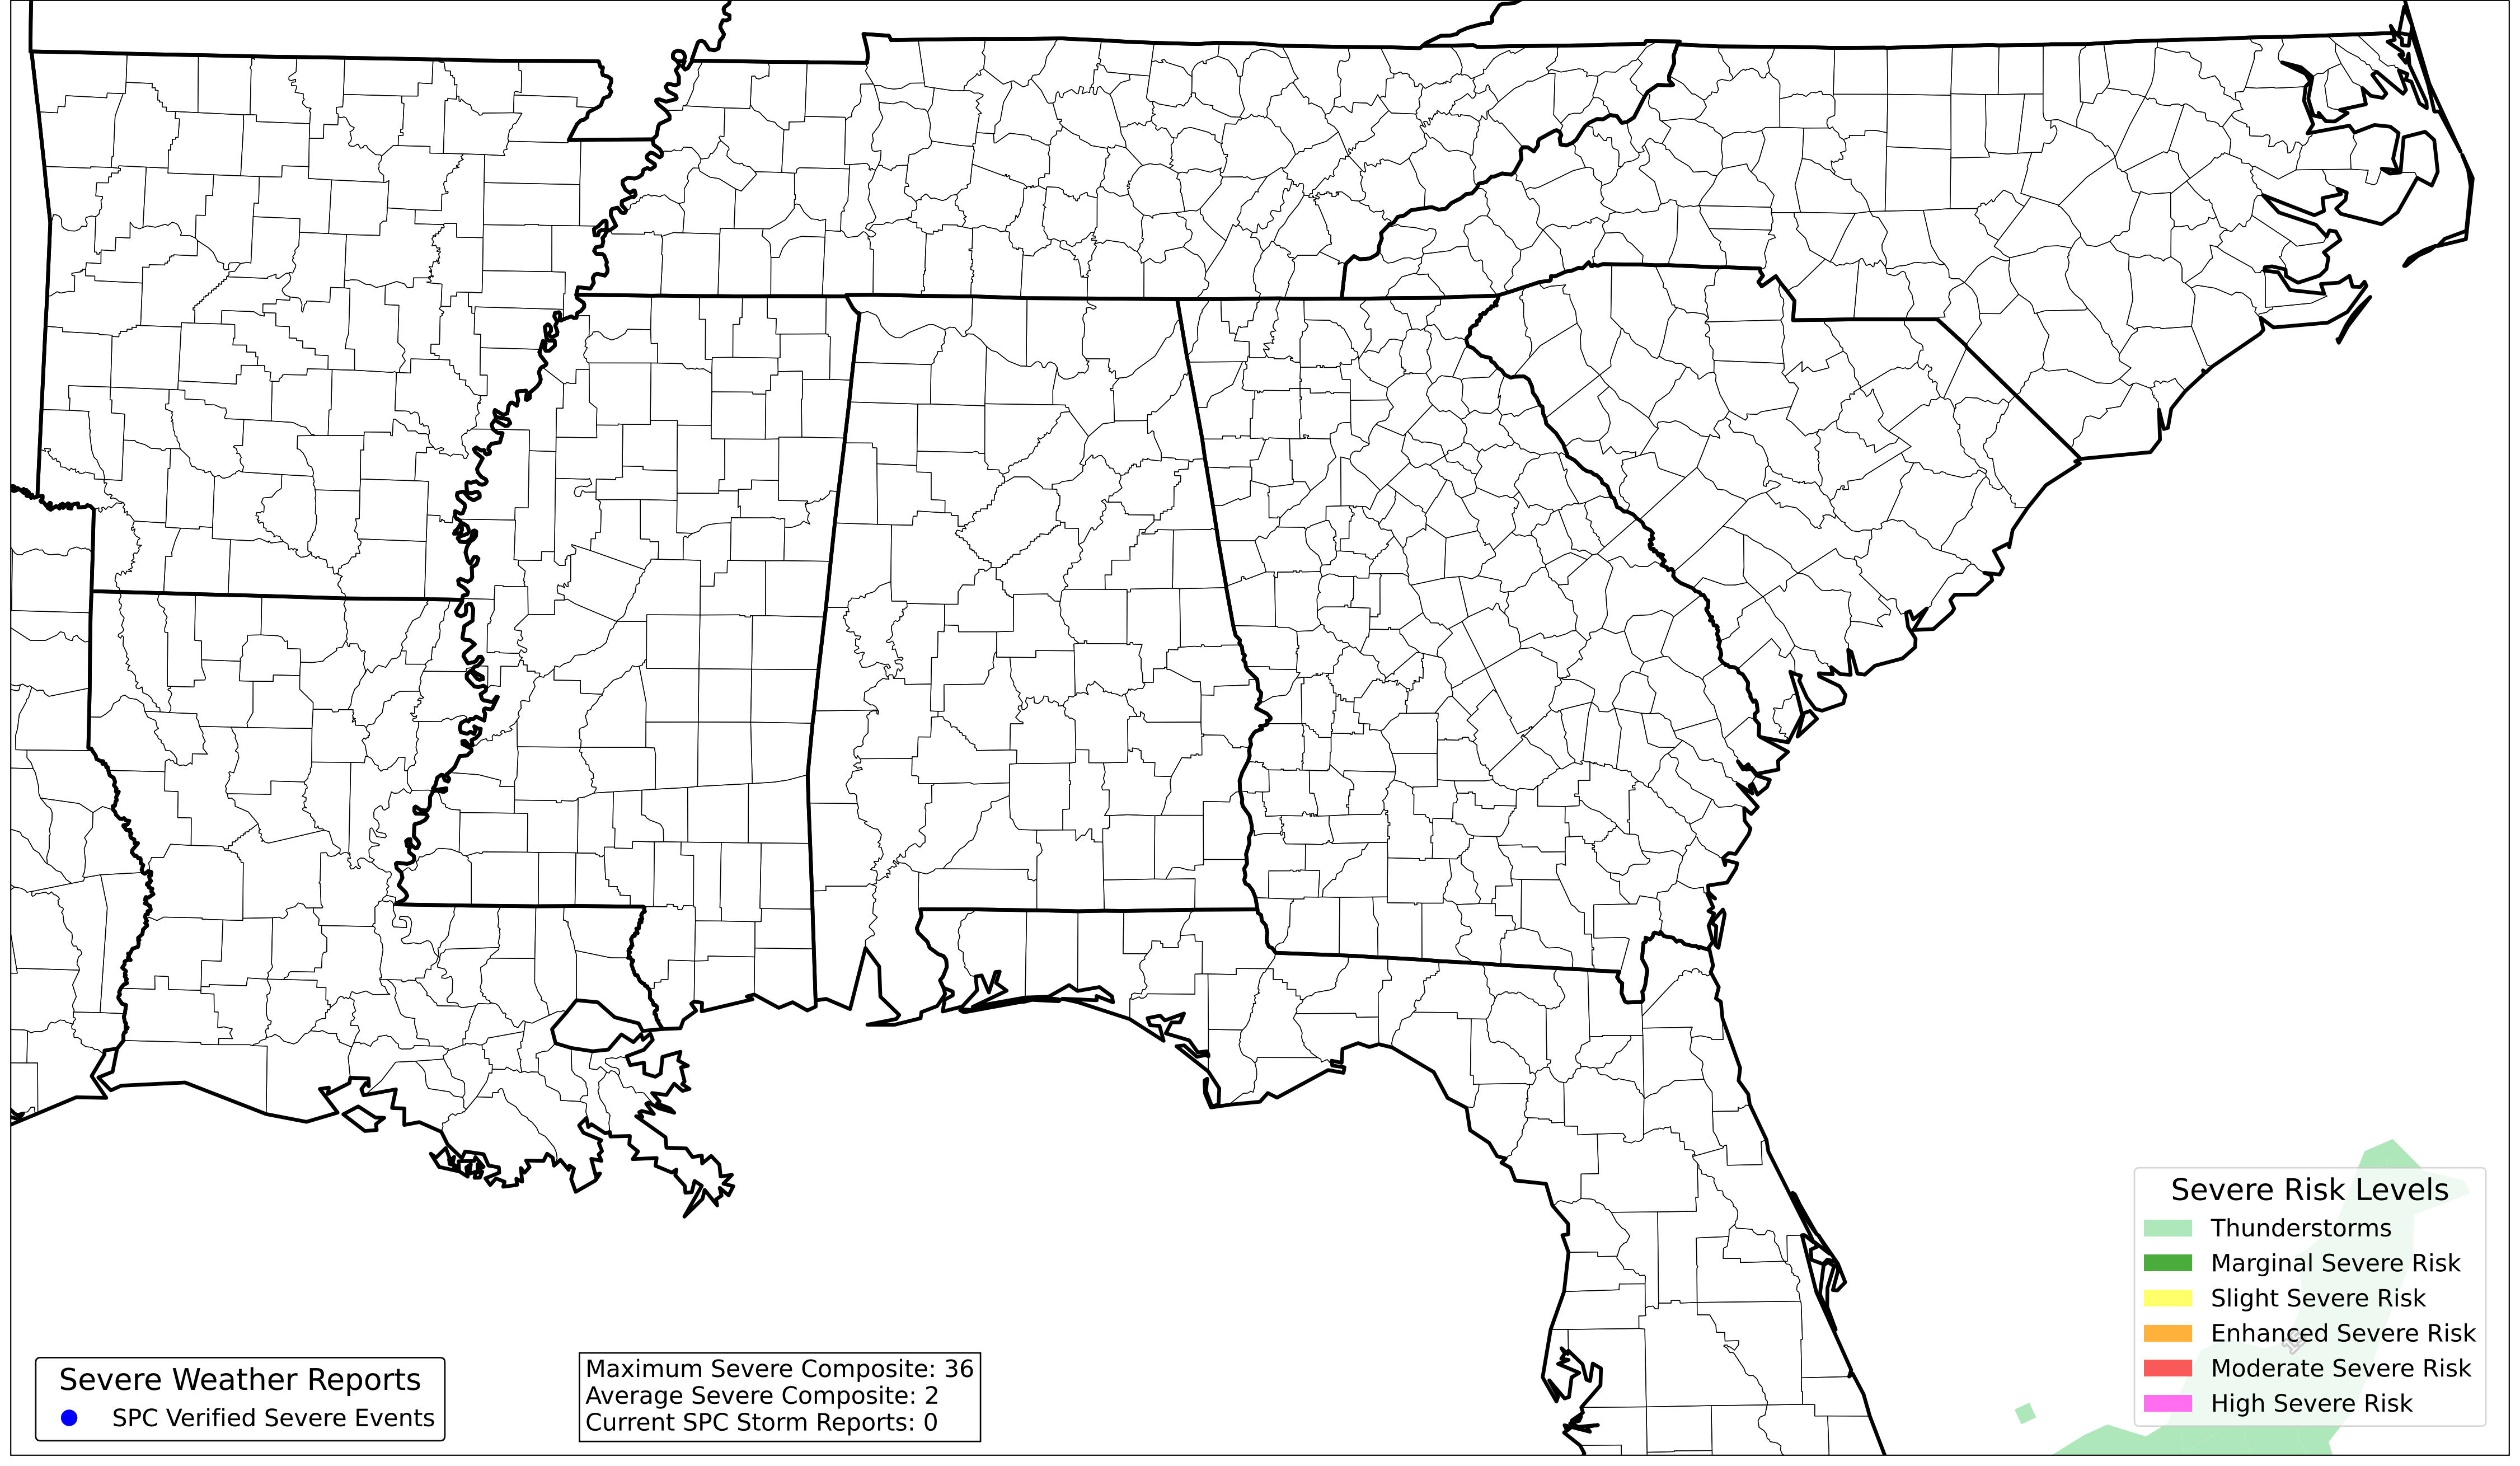 Severe Risk Levels
Thunderstorms
Marginal Severe Risk
Slight Severe Risk
Enhanced Severe Risk
Moderate Severe Risk
High Severe Risk
Severe Weather Reports
SPC Verified Severe Events
Maximum Severe Composite: 36
Average Severe Composite: 2
Current SPC Storm Reports: 0